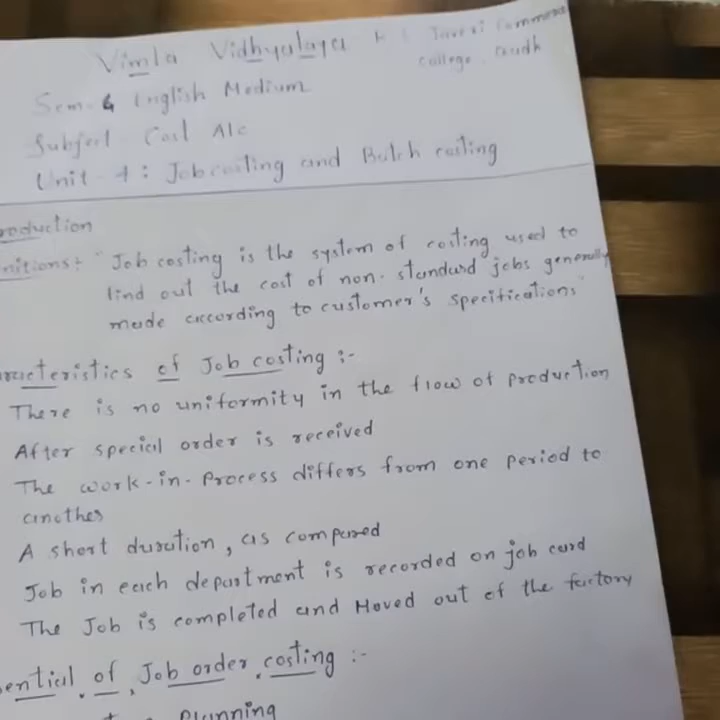 Vimla Vidhyalaya
Commerce
College, Gudh
Sem-6 English Medium
Subject - Cost A/c
Unit-1: Job costing and Batch costing
roduction
nitions:- "Job costing is the system of costing used to
find out the cost of non-standard jobs generally
made according to customer's specifications"
racteristics of Job costing :-
There is no uniformity in the flow of production
After special order is received
The work-in-Process differs from one period to
another
A short duration, as compared
Job in each department is recorded on job card
The Job is completed and Moved out of the factory
ential of Job order costing :-
Planning